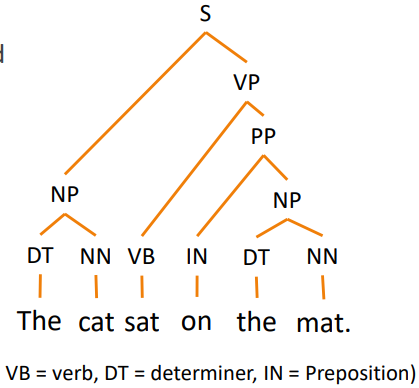 S
d
VP
PP
NP
NP
DT NN VB IN DT NN
The cat sat on the mat.
VB = verb, DT = determiner, IN = Preposition)